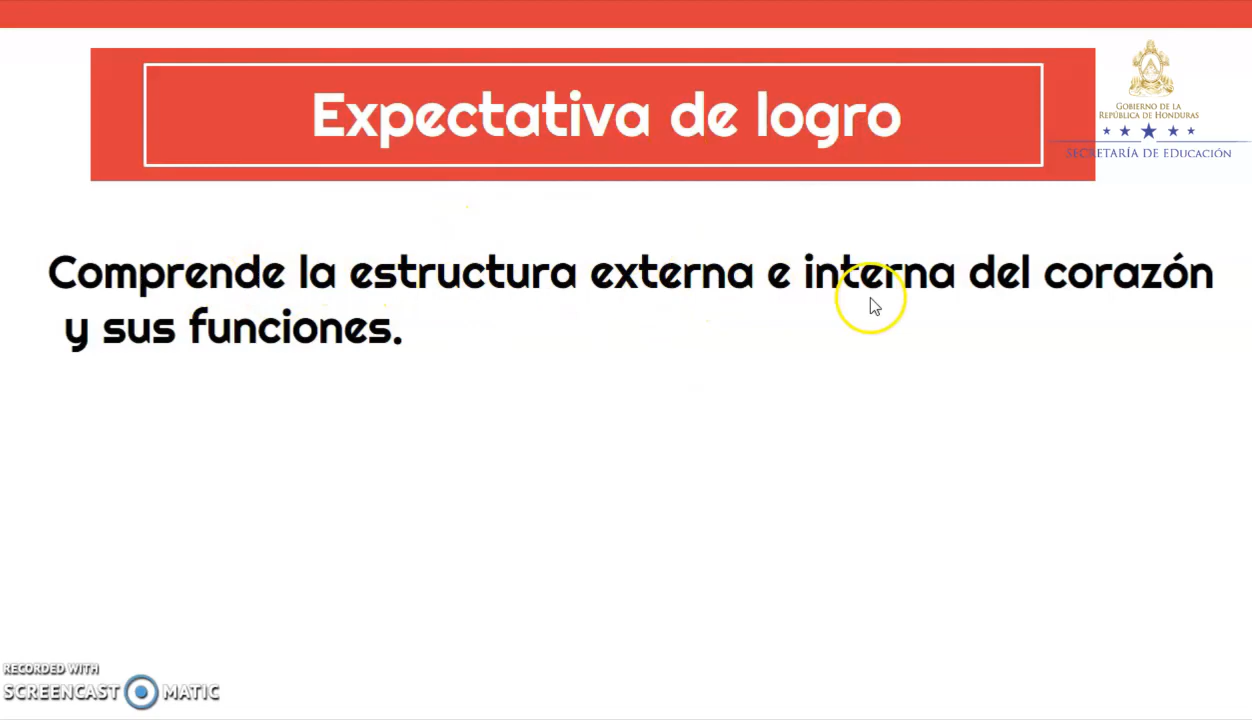 Expectativa de logro
GOBIERNO DE LA
REPÚBLICA DE HONDURAS
SECRETARÍA DE EDUCACIÓN
Comprende la estructura externa e interna del corazón
y sus funciones.
RECORDED WITH
SCREENCAST MATIC